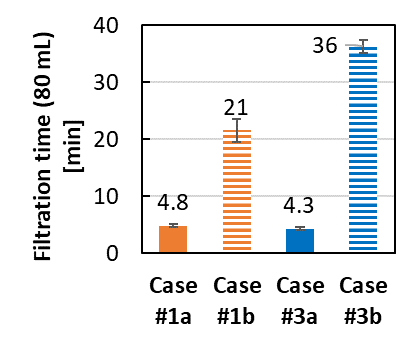 Filtration time (80 mL)
[min]
40
30
20
10
0
4.8
21
4.3
36
Case
#1a
Case
#1b
Case
#3a
Case
#3b